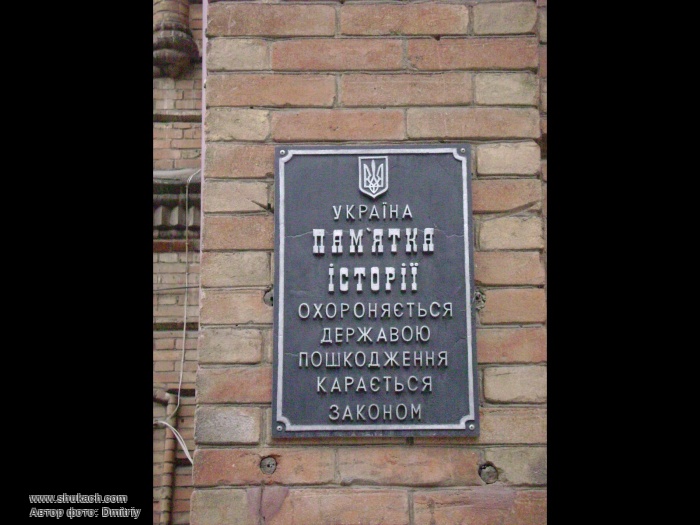 УКРАЇНА
ПАМ`ЯТКА
ІСТОРІЇ
ОХОРОНЯЄТЬСЯ
ДЕРЖАВОЮ
ПОШКОДЖЕННЯ
КАРАЄТЬСЯ
ЗАКОНОМ
www.shukach.com
Автор фото: Dmitriy